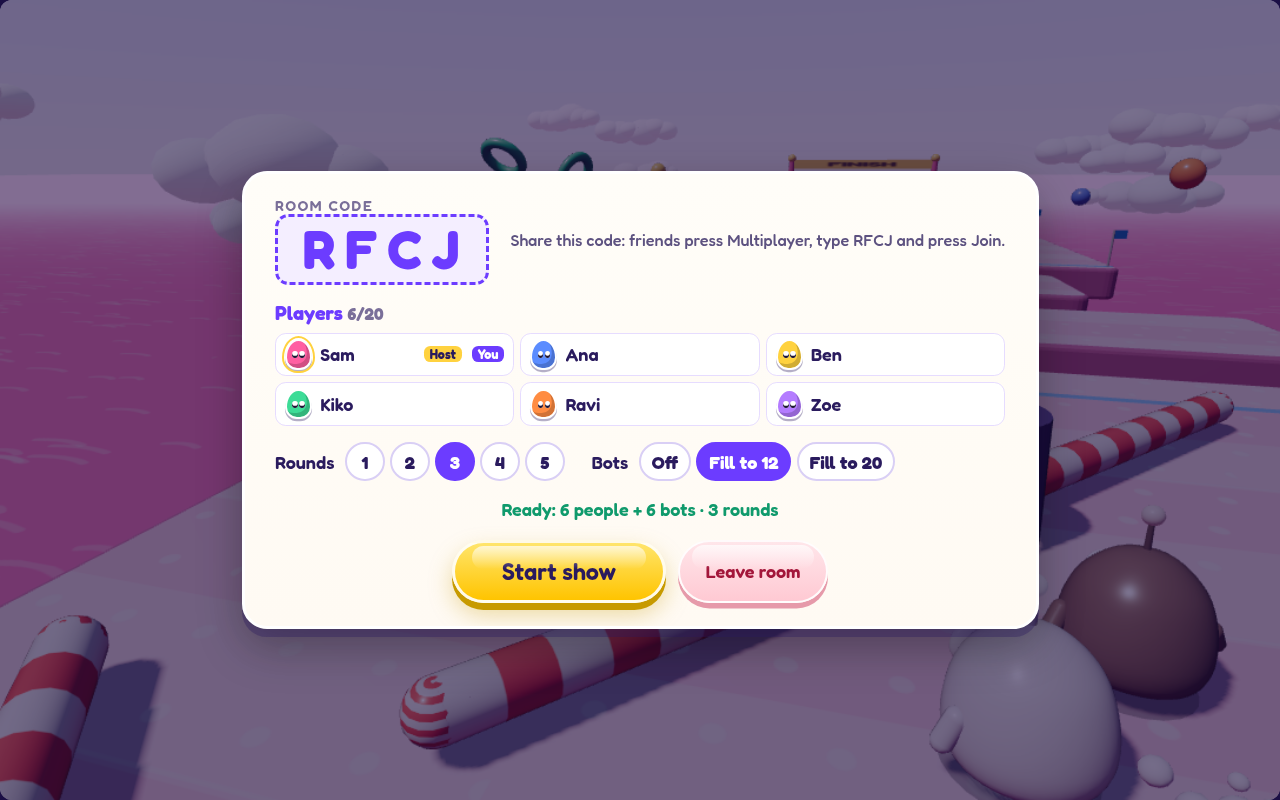 FINISH
ROOM CODE
RFCJ
Share this code: friends press Multiplayer, type RFCJ and press Join.
Players 6/20
Sam Host You
Ana
Ben
Kiko
Ravi
Zoe
Rounds 1 2 3 4 5 Bots Off Fill to 12 Fill to 20
Ready: 6 people + 6 bots · 3 rounds
Start show
Leave room